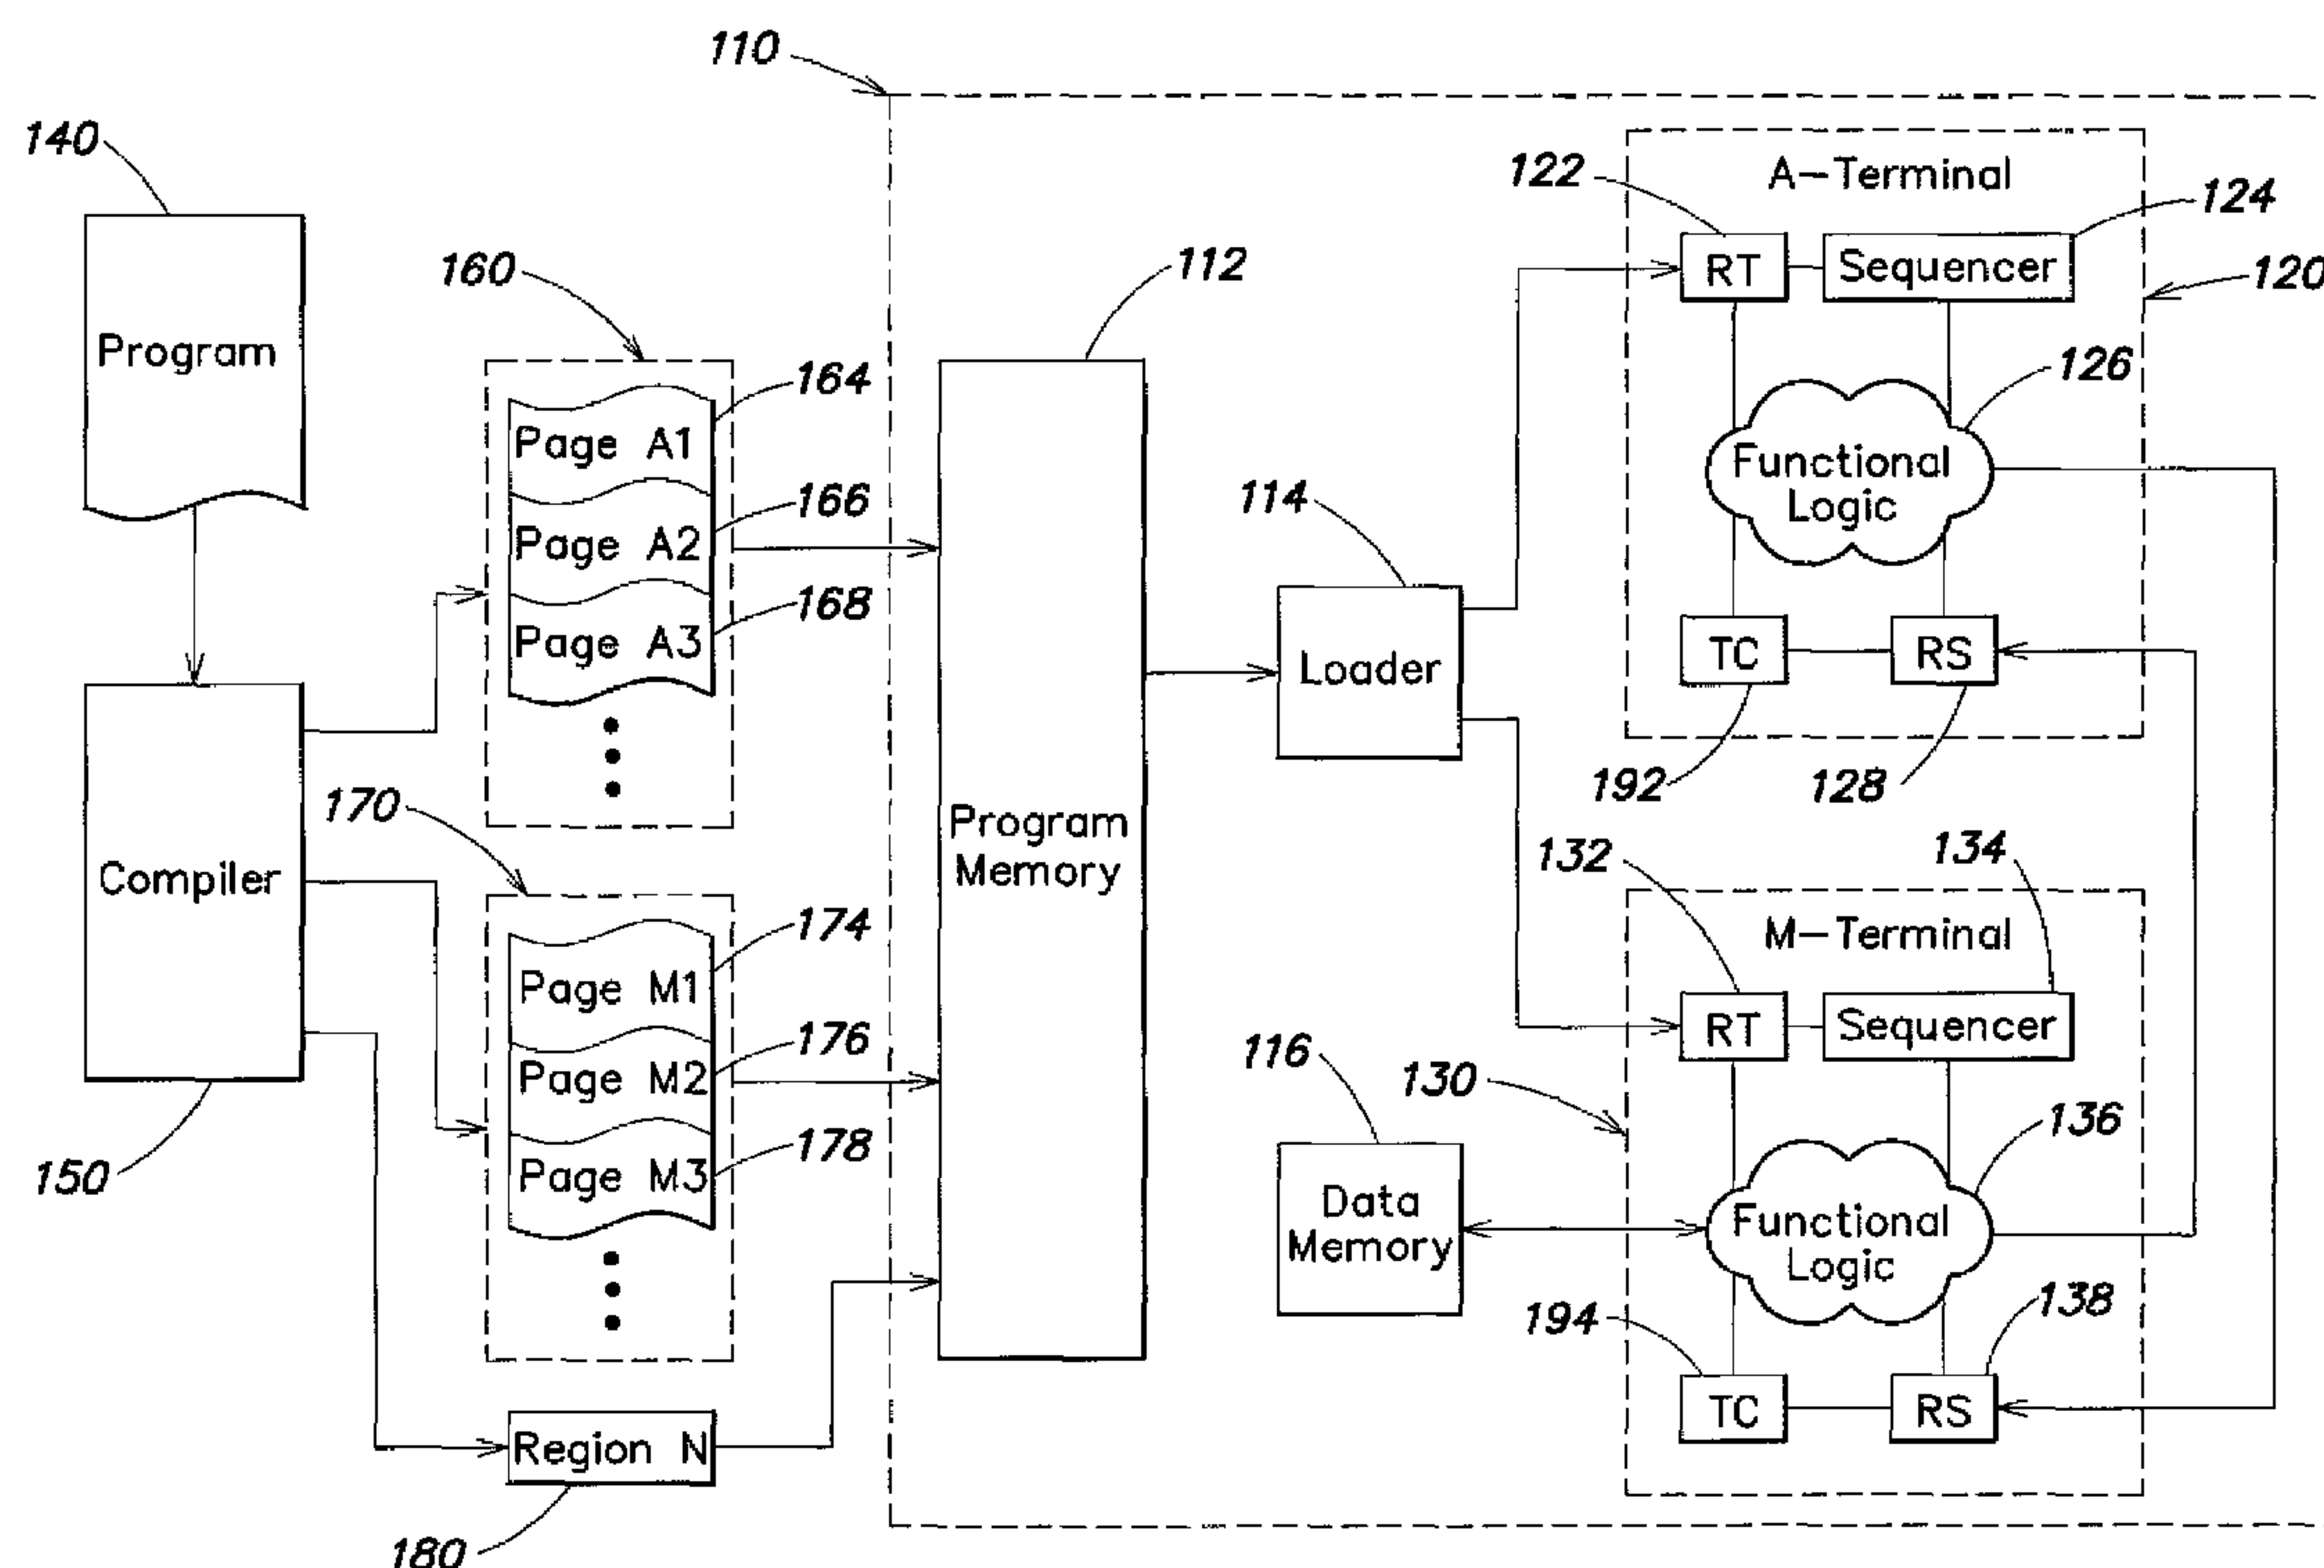 110
140
Program
160
164
Page A1
166
Page A2
168
Page A3
112
Program
Memory
Compiler
150
170
174
Page M1
176
Page M2
178
Page M3
Region N
180
114
Loader
116
Data
Memory
A-Terminal
120
122
RT
124
Sequencer
126
Functional
Logic
TC
RS
192
128
M-Terminal
130
132
RT
134
Sequencer
136
Functional
Logic
194
138
TC
RS